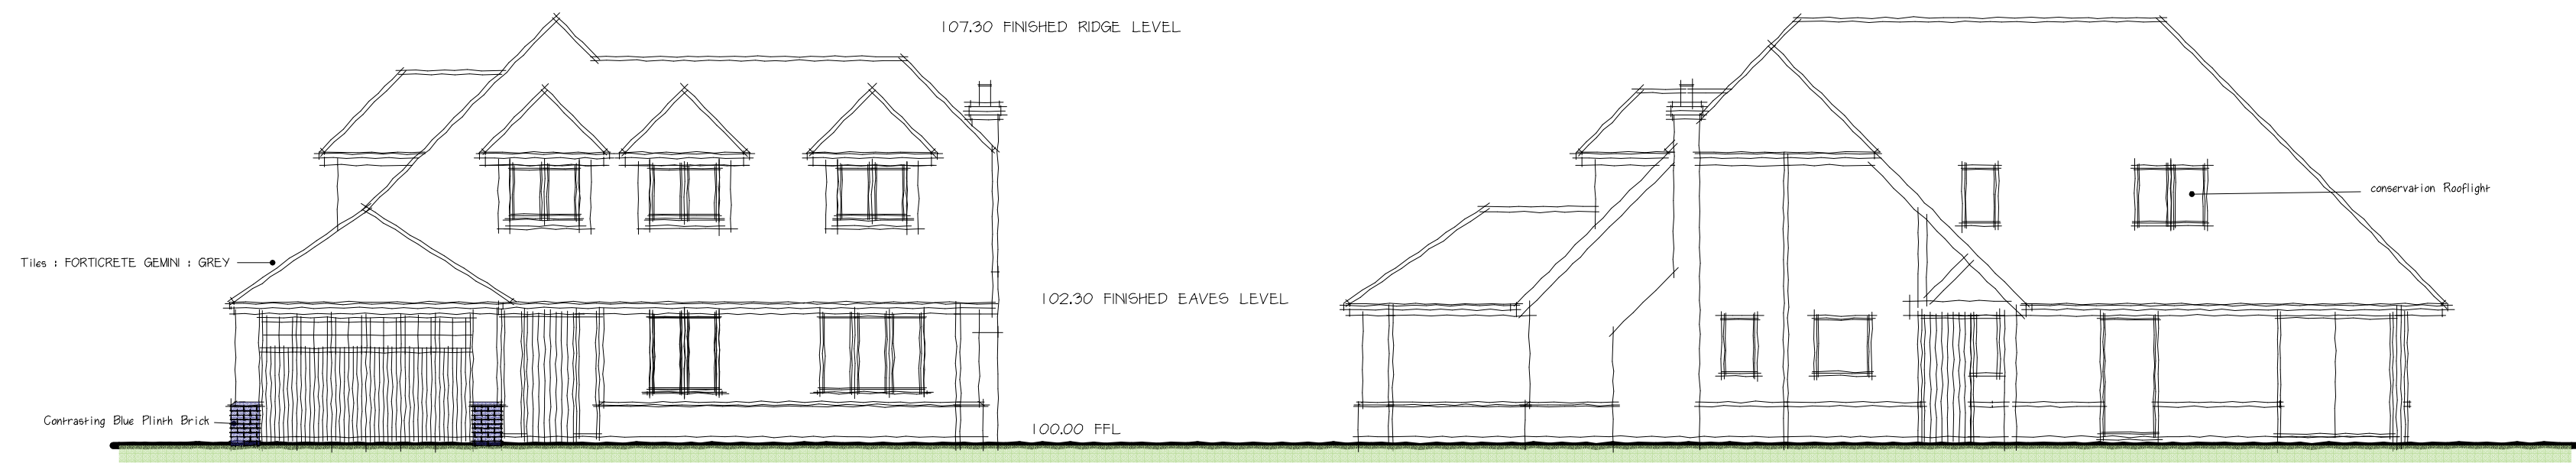 107.30 FINISHED RIDGE LEVEL
conservation Rooflight
Tiles : FORTICRETE GEMINI : GREY
102.30 FINISHED EAVES LEVEL
Contrasting Blue Plinth Brick
100.00 FFL